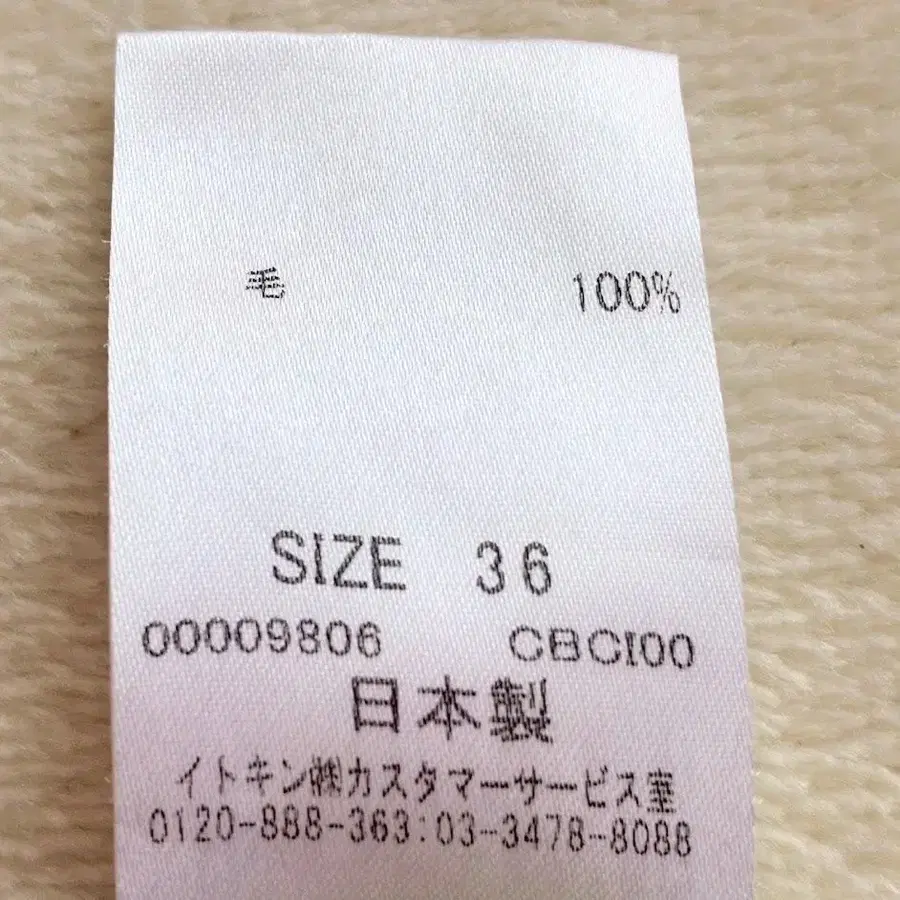 毛 100%
SIZE 36
00009806 CBCI00
日本製
イトキン㈱カスタマーサービス室
0120-888-363:03-3478-8088